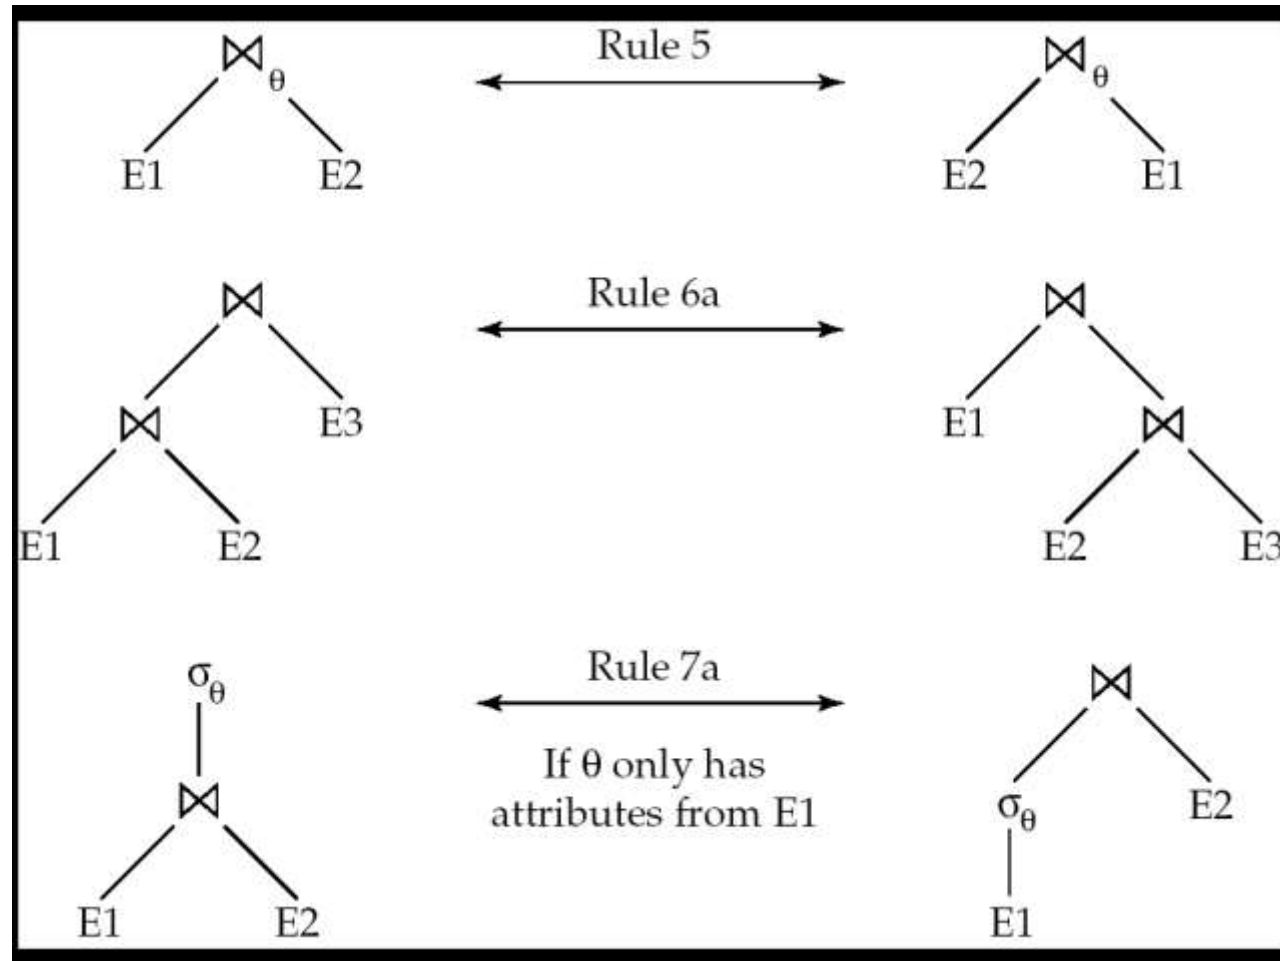 Rule 5
⋈θ ⋈θ
E1 E2 E2 E1
Rule 6a
⋈ ⋈
⋈ E3 E1 ⋈
E1 E2 E2 E3
Rule 7a
σθ ⋈
If θ only has
attributes from E1
⋈ σθ E2
E1 E2 E1